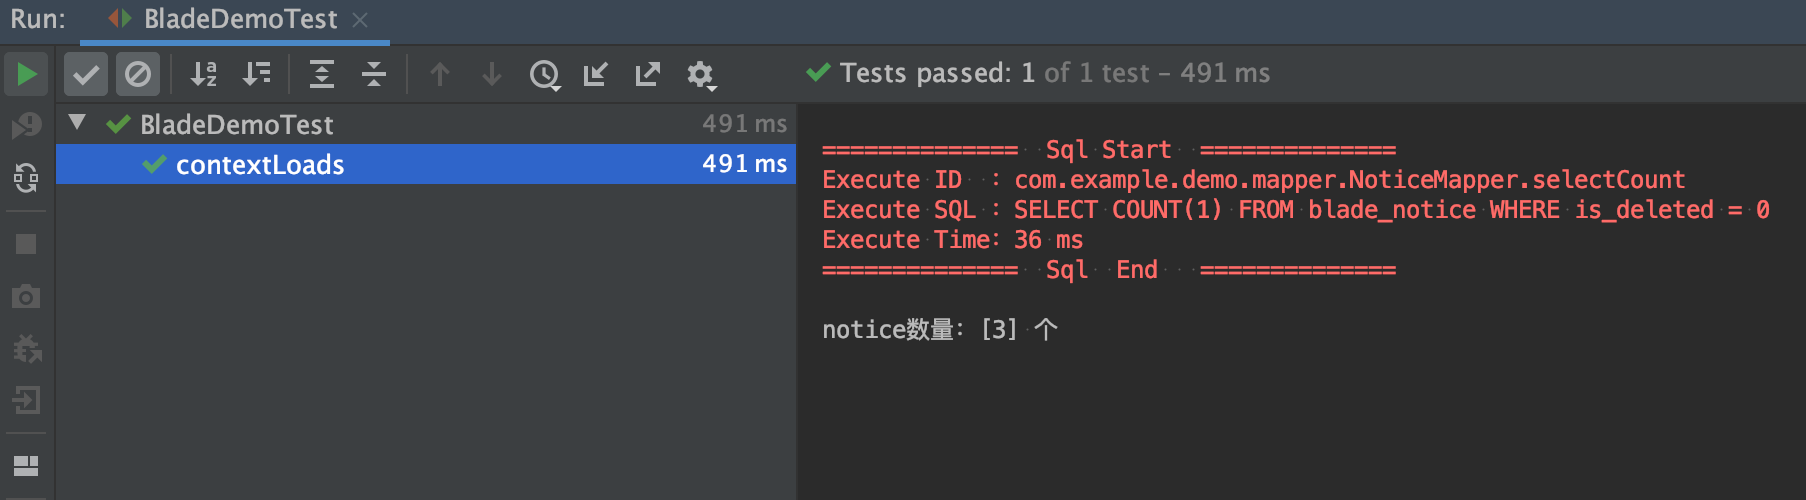 Run: BladeDemoTest
Tests passed: 1 of 1 test – 491 ms
BladeDemoTest 491 ms
contextLoads 491 ms
============== Sql Start ==============
Execute ID : com.example.demo.mapper.NoticeMapper.selectCount
Execute SQL : SELECT COUNT(1) FROM blade_notice WHERE is_deleted = 0
Execute Time: 36 ms
============== Sql End ==============
notice数量: [3] 个